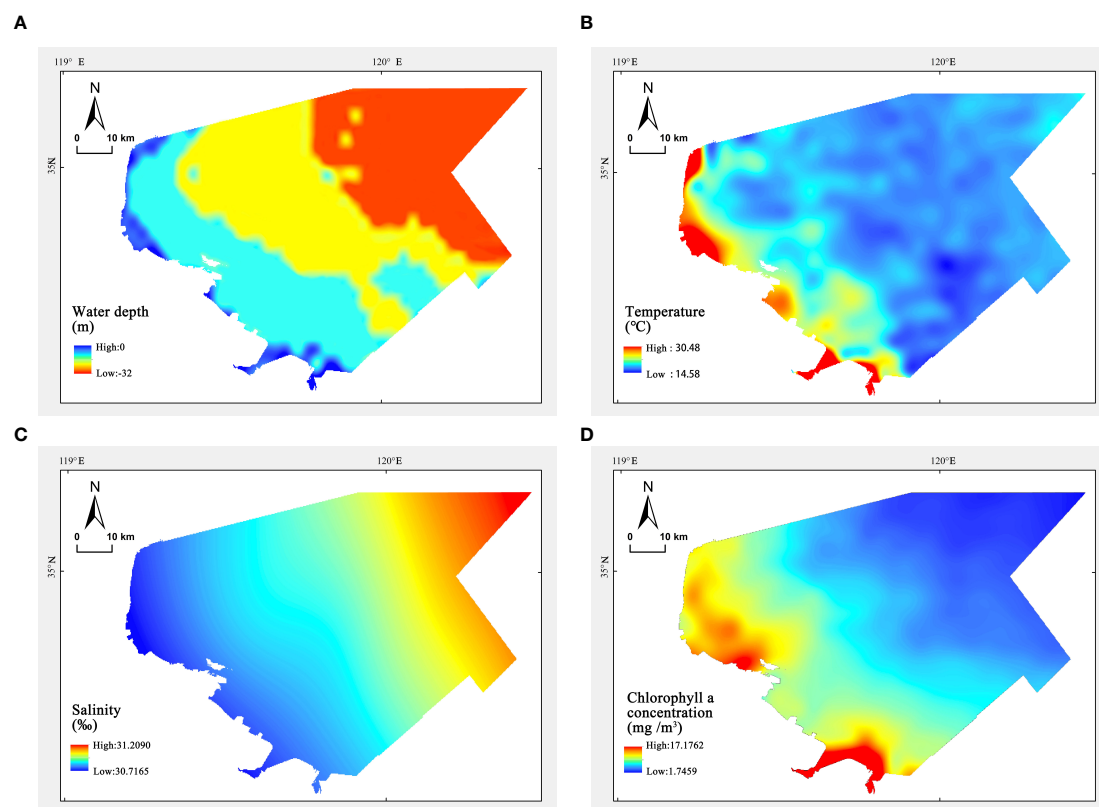 A
119° E
120° E
N
0 10 km
35N
Water depth
(m)
High:0
Low:-32
B
119° E
120° E
N
0 10 km
35°N
Temperature
(℃)
High : 30.48
Low : 14.58
C
119° E
120° E
N
0 10 km
35°N
Salinity
(‰)
High:31.2090
Low:30.7165
D
119° E
120° E
N
0 10 km
35°N
Chlorophyll a
concentration
(mg /m³)
High:17.1762
Low:1.7459